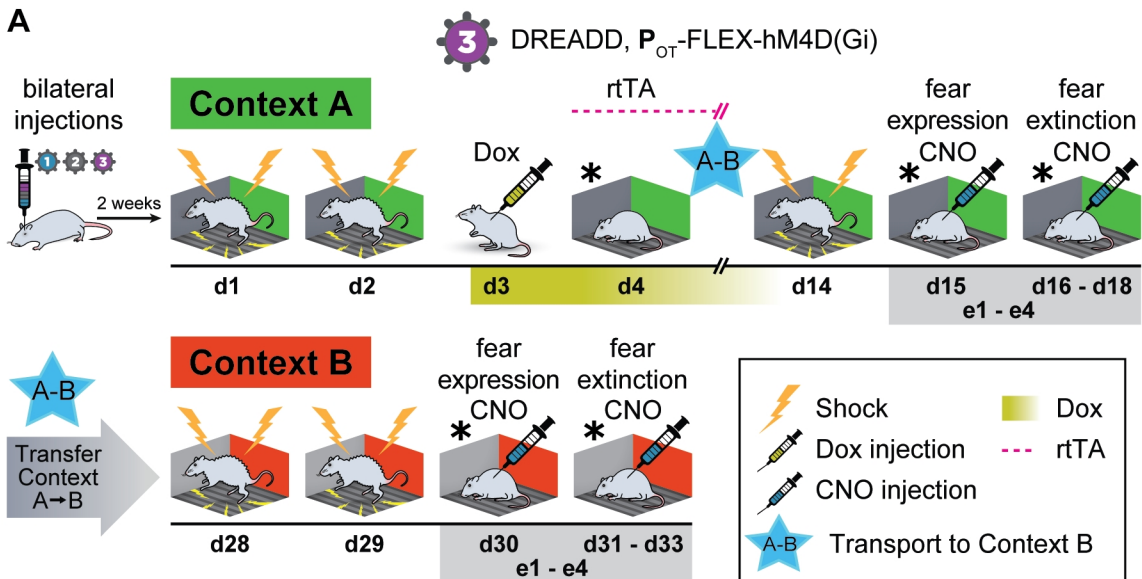 A
3 DREADD, P_OT-FLEX-hM4D(Gi)
bilateral
injections
1 2 3
2 weeks
Context A
Dox
rtTA
A-B
fear
expression
CNO
fear
extinction
CNO
*
*
*
d1 d2 d3 d4 d14 d15 d16 - d18
e1 - e4
A-B
Transfer
Context
A→B
Context B
fear
expression
CNO
fear
extinction
CNO
*
*
d28 d29 d30 d31 - d33
e1 - e4
Shock
Dox
Dox injection
rtTA
CNO injection
A-B Transport to Context B